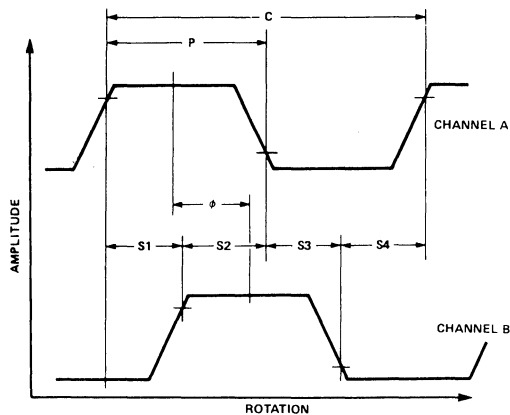 C
P
CHANNEL A
φ
S1 S2 S3 S4
AMPLITUDE
CHANNEL B
ROTATION